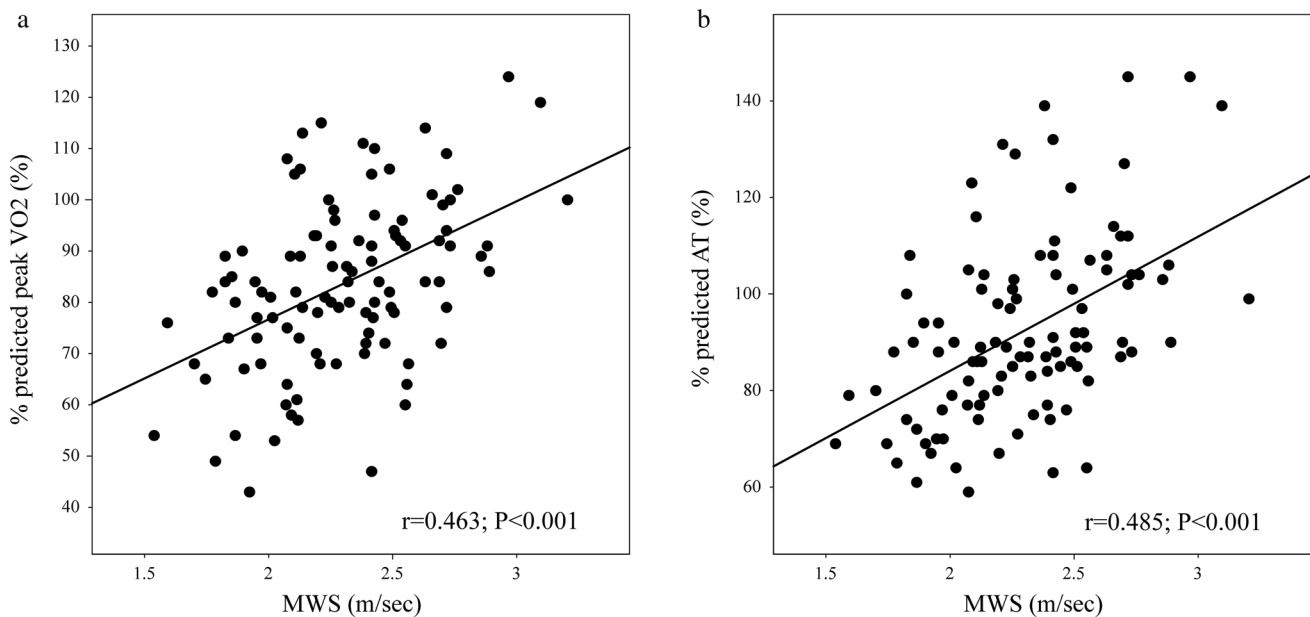 a
% predicted peak VO2 (%)
130
120
110
100
90
80
70
60
50
40
r=0.463; P<0.001
1.5 2 2.5 3
MWS (m/sec)
b
% predicted AT (%)
140
120
100
80
60
r=0.485; P<0.001
1.5 2 2.5 3
MWS (m/sec)